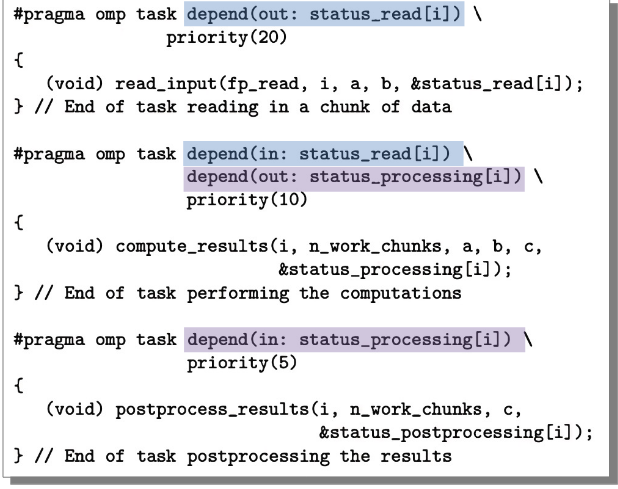 #pragma omp task depend(out: status_read[i]) \
priority(20)
{
(void) read_input(fp_read, i, a, b, &status_read[i]);
} // End of task reading in a chunk of data
#pragma omp task depend(in: status_read[i]) \
depend(out: status_processing[i]) \
priority(10)
{
(void) compute_results(i, n_work_chunks, a, b, c,
&status_processing[i]);
} // End of task performing the computations
#pragma omp task depend(in: status_processing[i]) \
priority(5)
{
(void) postprocess_results(i, n_work_chunks, c,
&status_postprocessing[i]);
} // End of task postprocessing the results